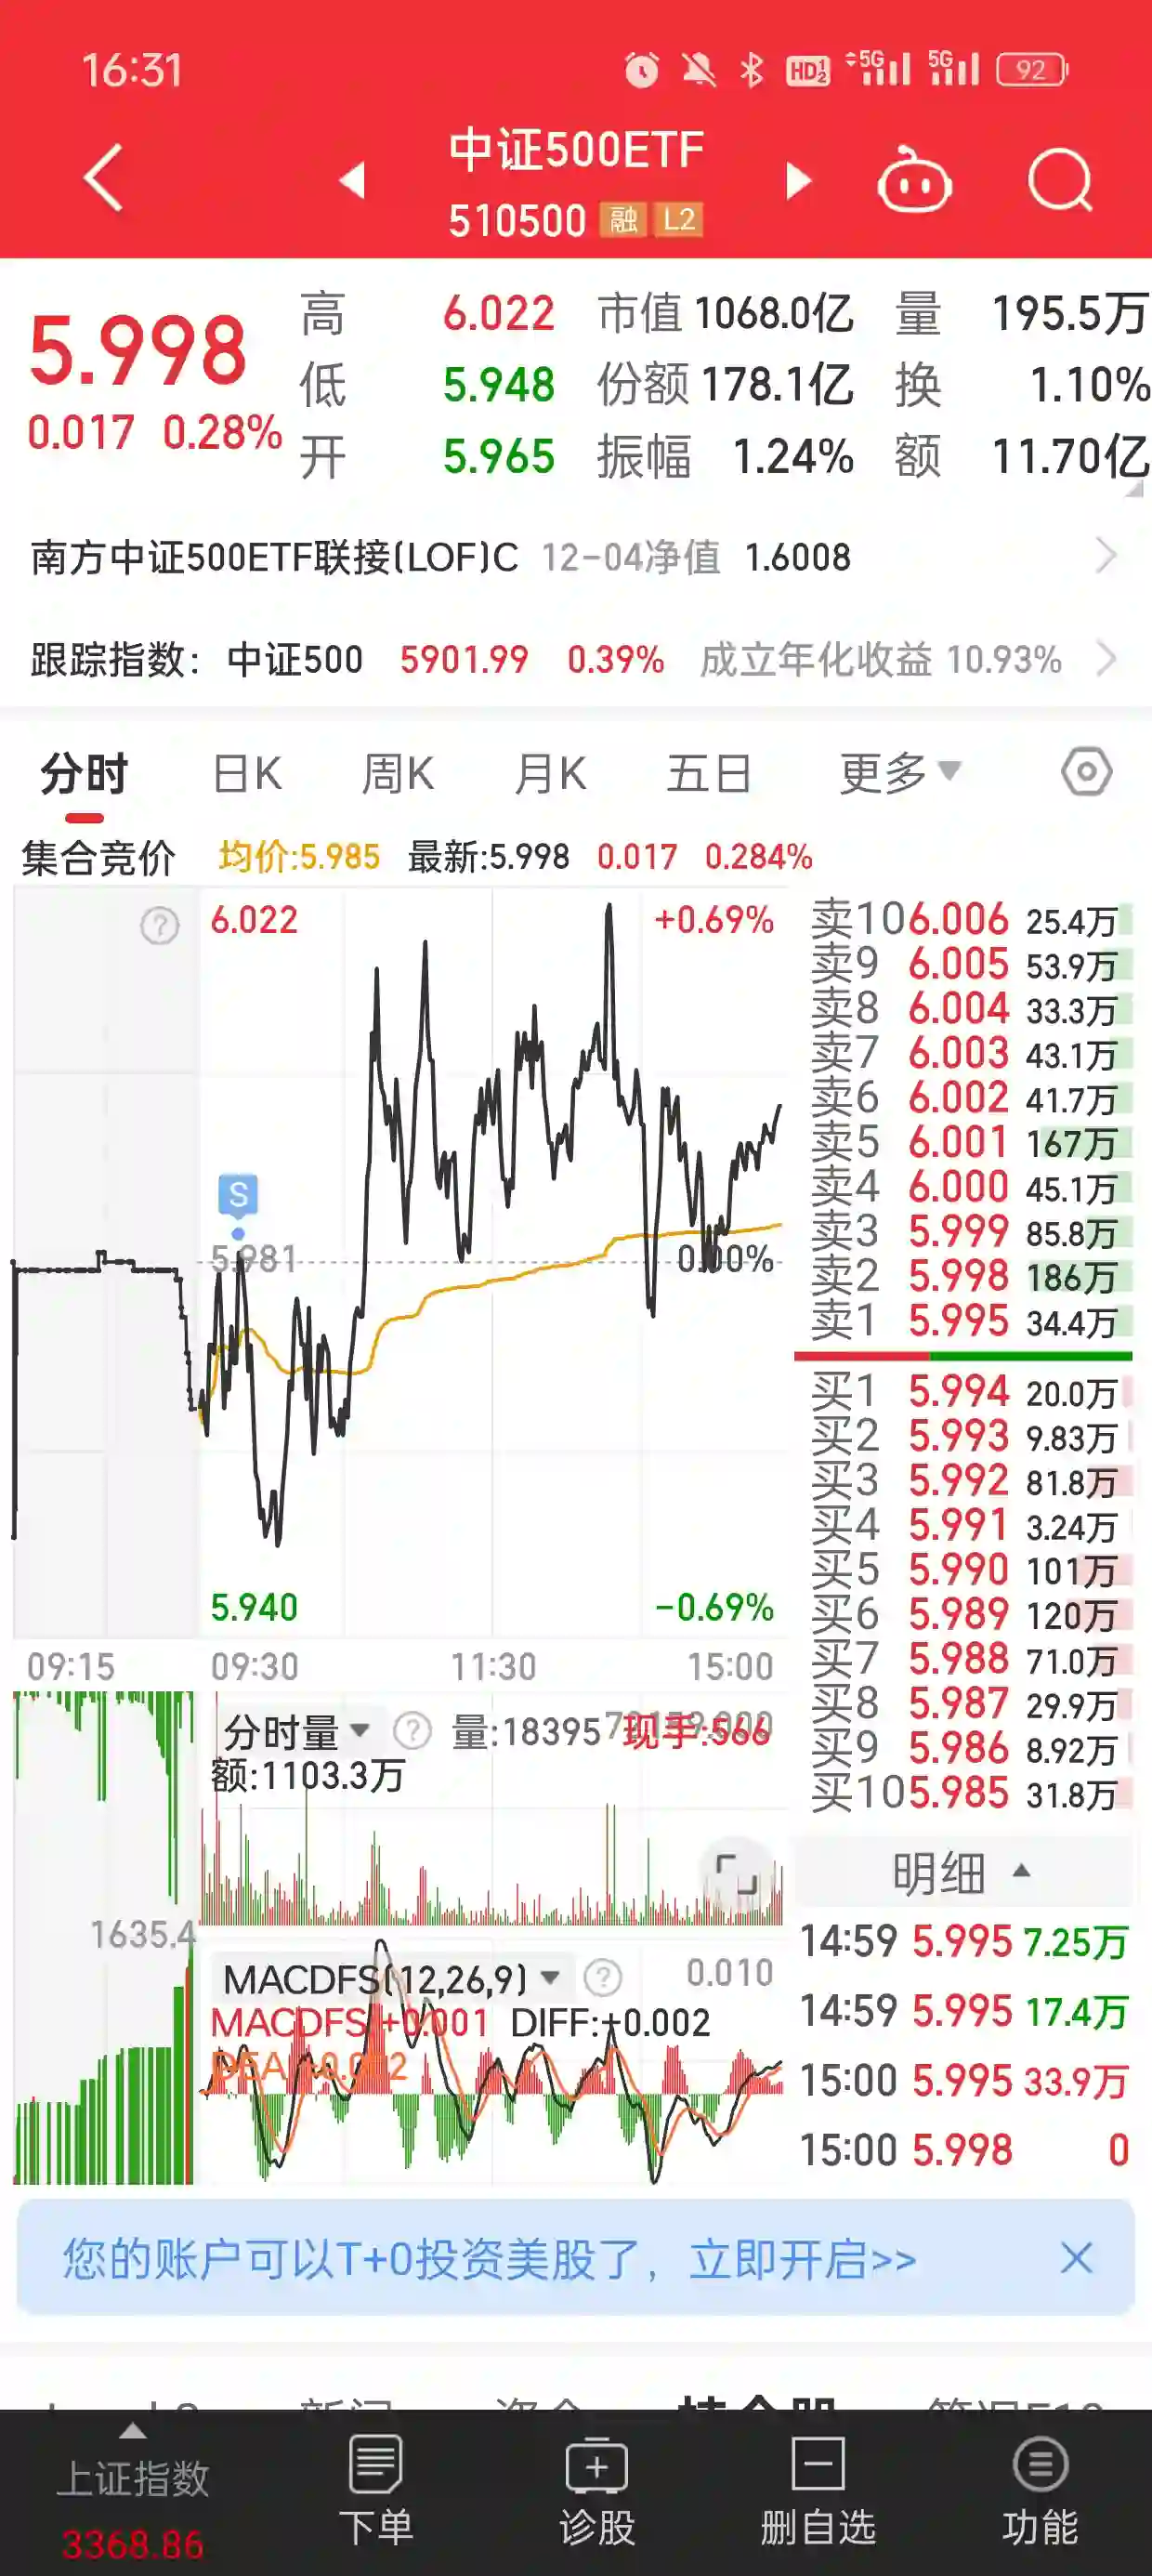 16:31
HD 1 2 5G 5G 92
中证500ETF
510500 融 L2
5.998
0.017 0.28%
高 6.022 市值 1068.0亿 量 195.5万
低 5.948 份额 178.1亿 换 1.10%
开 5.965 振幅 1.24% 额 11.70亿
南方中证500ETF联接(LOF)C 12-04净值 1.6008
跟踪指数: 中证500 5901.99 0.39% 成立年化收益 10.93%
分时 日K 周K 月K 五日 更多
集合竞价 均价:5.985 最新:5.998 0.017 0.284%
6.022 +0.69%
S
5.981 0.00%
5.940 -0.69%
09:15 09:30 11:30 15:00
卖10 6.006 25.4万
卖9 6.005 53.9万
卖8 6.004 33.3万
卖7 6.003 43.1万
卖6 6.002 41.7万
卖5 6.001 167万
卖4 6.000 45.1万
卖3 5.999 85.8万
卖2 5.998 186万
卖1 5.995 34.4万
买1 5.994 20.0万
买2 5.993 9.83万
买3 5.992 81.8万
买4 5.991 3.24万
买5 5.990 101万
买6 5.989 120万
买7 5.988 71.0万
买8 5.987 29.9万
买9 5.986 8.92万
买10 5.985 31.8万
分时量 ? 量:18395 现手:566
额:1103.3万
1635.4
MACDFS(12,26,9) ? 0.010
MACDFS:+0.001 DIFF:+0.002
明细
14:59 5.995 7.25万
14:59 5.995 17.4万
15:00 5.995 33.9万
15:00 5.998 0
您的账户可以T+0投资美股了，立即开启>>
上证指数
3368.86
下单 诊股 删自选 功能